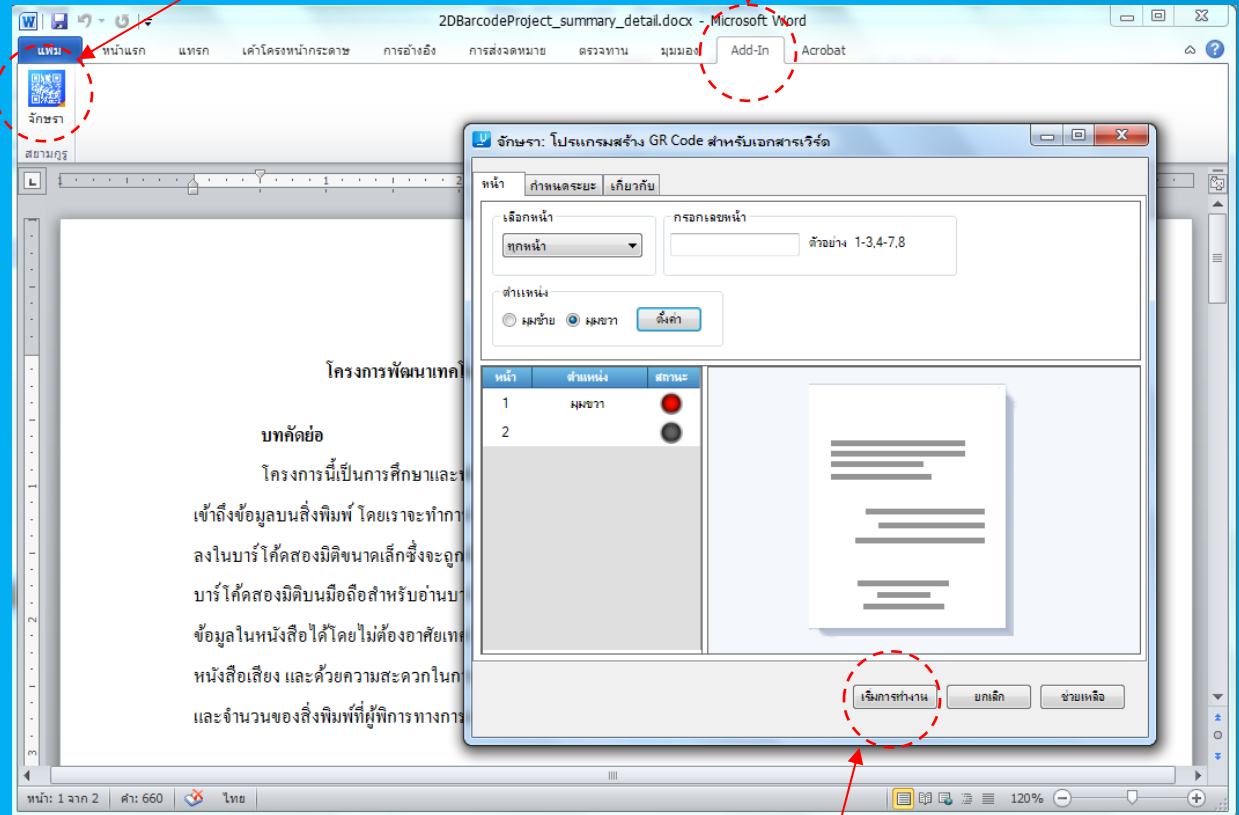 2DBarcodeProject_summary_detail.docx - Microsoft Word
แฟ้ม หน้าแรก แทรก เค้าโครงหน้ากระดาษ การอ้างอิง การส่งจดหมาย ตรวจทาน มุมมอง Add-In Acrobat
จักษรา
สยามกูรู
จักษรา: โปรแกรมสร้าง GR Code สำหรับเอกสารเวิร์ด
หน้า กำหนดระยะ เกี่ยวกับ
เลือกหน้า กรอกเลขหน้า
ทุกหน้า ตัวอย่าง 1-3,4-7,8
ตำแหน่ง
มุมซ้าย มุมขวา ตั้งค่า
หน้า ตำแหน่ง สถานะ
1 มุมขวา
2
เริ่มการทำงาน ยกเลิก ช่วยเหลือ
โครงการพัฒนาเทคโ
บทคัดย่อ
โครงการนี้เป็นการศึกษาและ
เข้าถึงข้อมูลบนสิ่งพิมพ์ โดยเราจะทำกา
ลงในบาร์โค้ดสองมิติขนาดเล็กซึ่งจะถูก
บาร์โค้ดสองมิติบนมือถือสำหรับอ่านบา
ข้อมูลในหนังสือได้โดยไม่ต้องอาศัยเทค
หนังสือเสียง และด้วยความสะดวกในกา
และจำนวนของสิ่งพิมพ์ที่ผู้พิการทางกา
หน้า: 1 จาก 2 คำ: 660 ไทย 120%